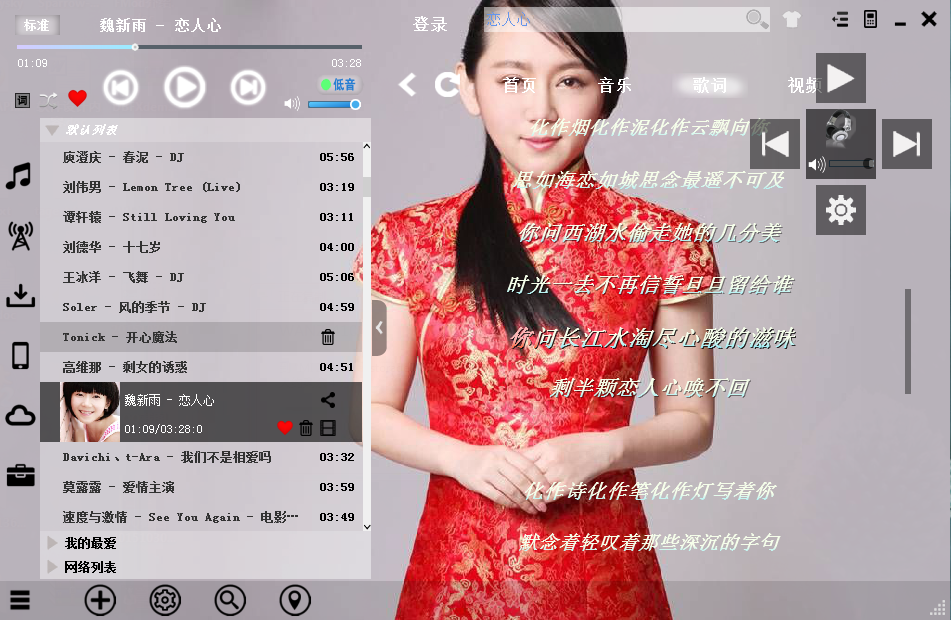 标准
魏新雨 - 恋人心
01:09
03:28
词
低音
默认列表
庾澄庆 - 春泥 - DJ 05:56
刘伟男 - Lemon Tree (Live) 03:19
谭轩辕 - Still Loving You 03:11
刘德华 - 十七岁 04:00
王冰洋 - 飞舞 - DJ 05:06
Soler - 风的季节 - DJ 04:59
Tonick - 开心魔法
高维那 - 剩女的诱惑 04:51
魏新雨 - 恋人心
01:09/03:28:0
Davichi、t-Ara - 我们不是相爱吗 03:32
莫露露 - 爱情主演 03:59
速度与激情 - See You Again - 电影… 03:49
我的最爱
网络列表
登录
恋人心
首页
音乐
歌词
视频
化作烟化作泥化作云飘向你
思如海恋如城思念最遥不可及
你问西湖水偷走她的几分美
时光一去不再信誓旦旦留给谁
你问长江水淘尽心酸的滋味
剩半颗恋人心唤不回
化作诗化作笔化作灯写着你
默念着轻叹着那些深沉的字句